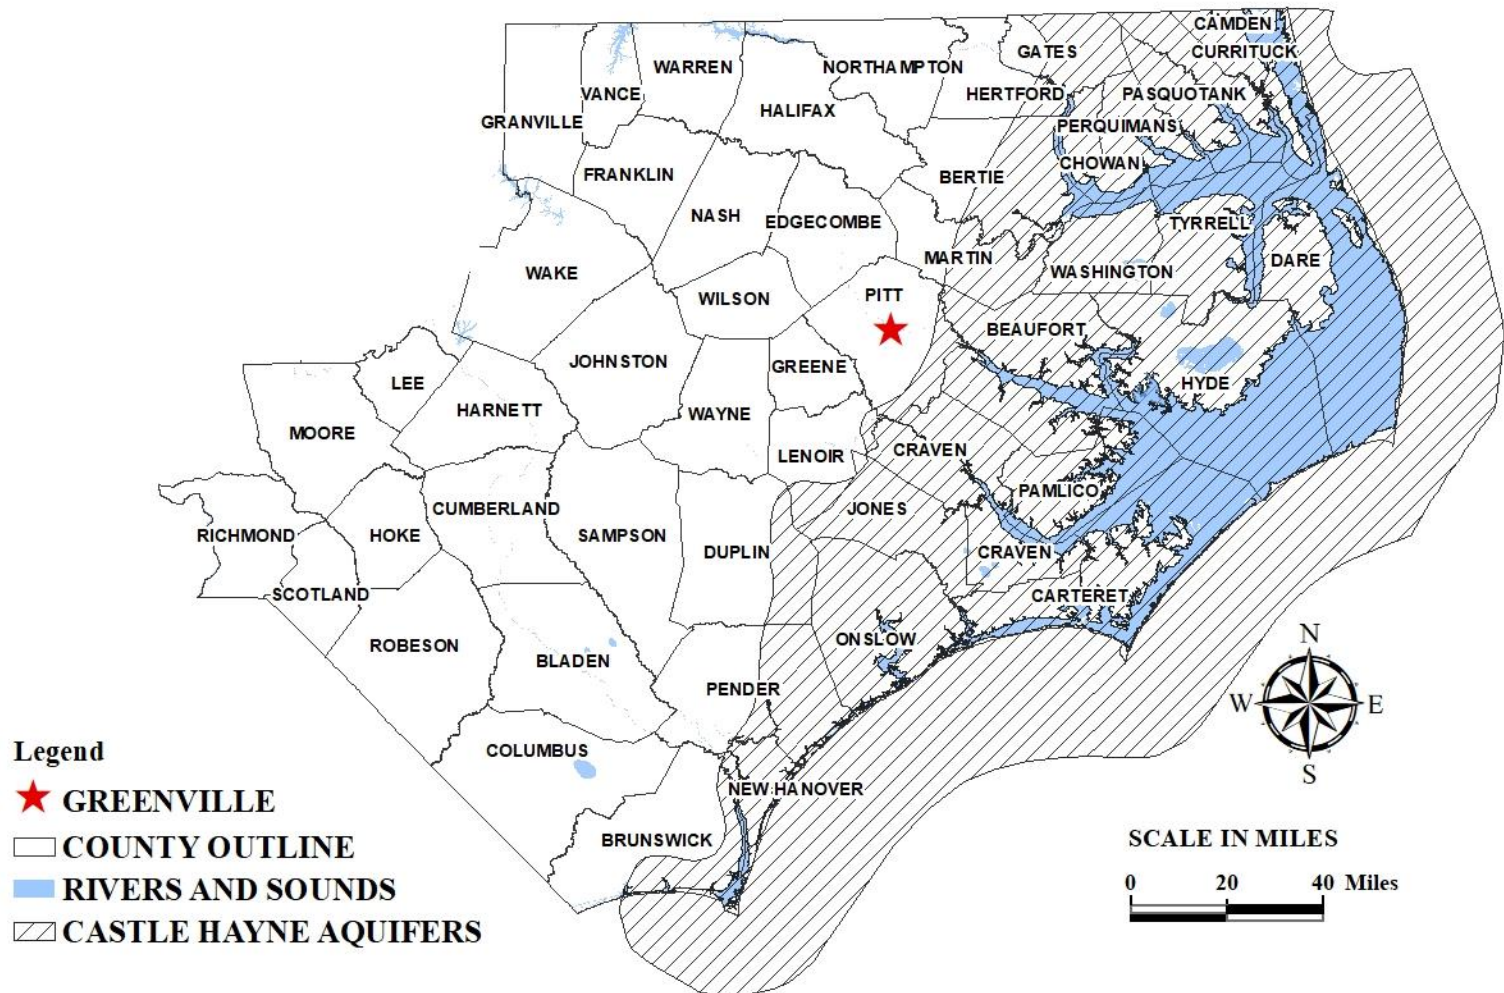 CAMDEN
GATES
CURRITUCK
WARREN
NORTHAMPTON
VANCE
HERTFORD
PASQUOTANK
HALIFAX
GRANVILLE
PERQUIMANS
CHOWAN
FRANKLIN
BERTIE
NASH
EDGECOMBE
TYRRELL
MARTIN
DARE
WAKE
WASHINGTON
PITT
WILSON
BEAUFORT
JOHNSTON
GREENE
LEE
HYDE
HARNETT
WAYNE
MOORE
CRAVEN
LENOIR
PAMLICO
CUMBERLAND
JONES
RICHMOND
HOKE
SAMPSON
DUPLIN
CRAVEN
SCOTLAND
CARTERET
ROBESON
ONSLOW
BLADEN
PENDER
COLUMBUS
NEW HANOVER
BRUNSWICK
N
W E
S
Legend
GREENVILLE
COUNTY OUTLINE
RIVERS AND SOUNDS
CASTLE HAYNE AQUIFERS
SCALE IN MILES
0 20 40 Miles